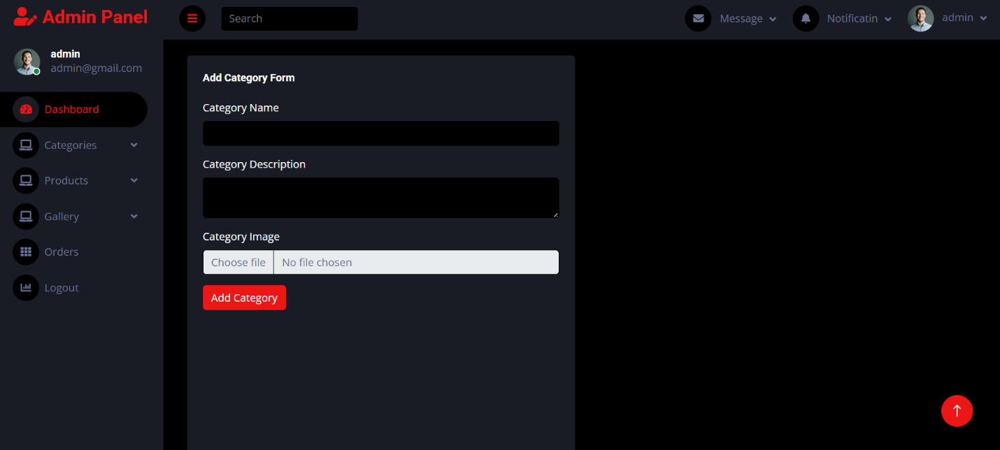 Admin Panel
Search
Message
Notificatin
admin
admin
admin@gmail.com
Dashboard
Categories
Products
Gallery
Orders
Logout
Add Category Form
Category Name
Category Description
Category Image
Choose file No file chosen
Add Category